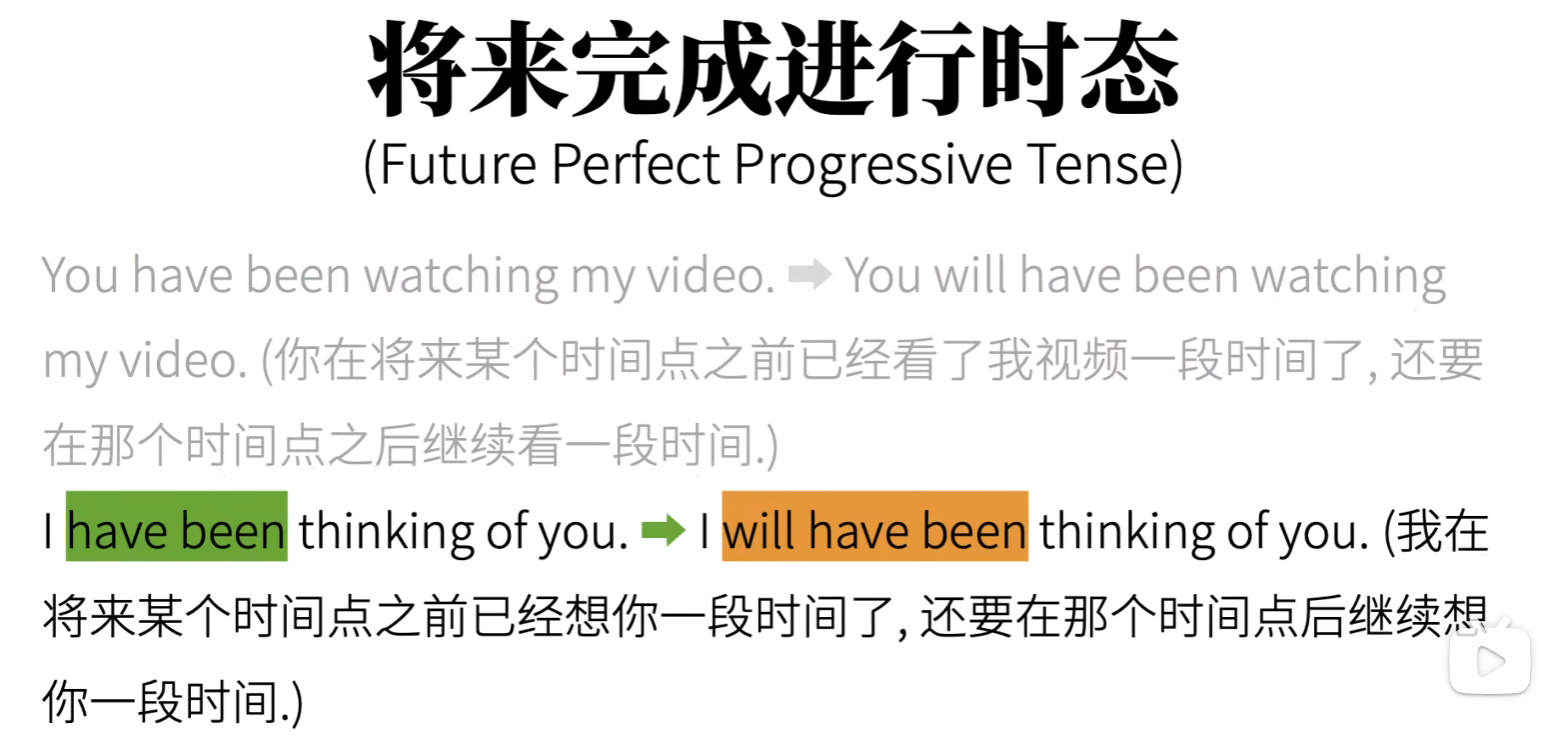 将来完成进行时态
(Future Perfect Progressive Tense)
You have been watching my video. ➡ You will have been watching
my video. (你在将来某个时间点之前已经看了我视频一段时间了, 还要
在那个时间点之后继续看一段时间.)
I have been thinking of you. ➡ I will have been thinking of you. (我在
将来某个时间点之前已经想你一段时间了, 还要在那个时间点后继续想
你一段时间.)